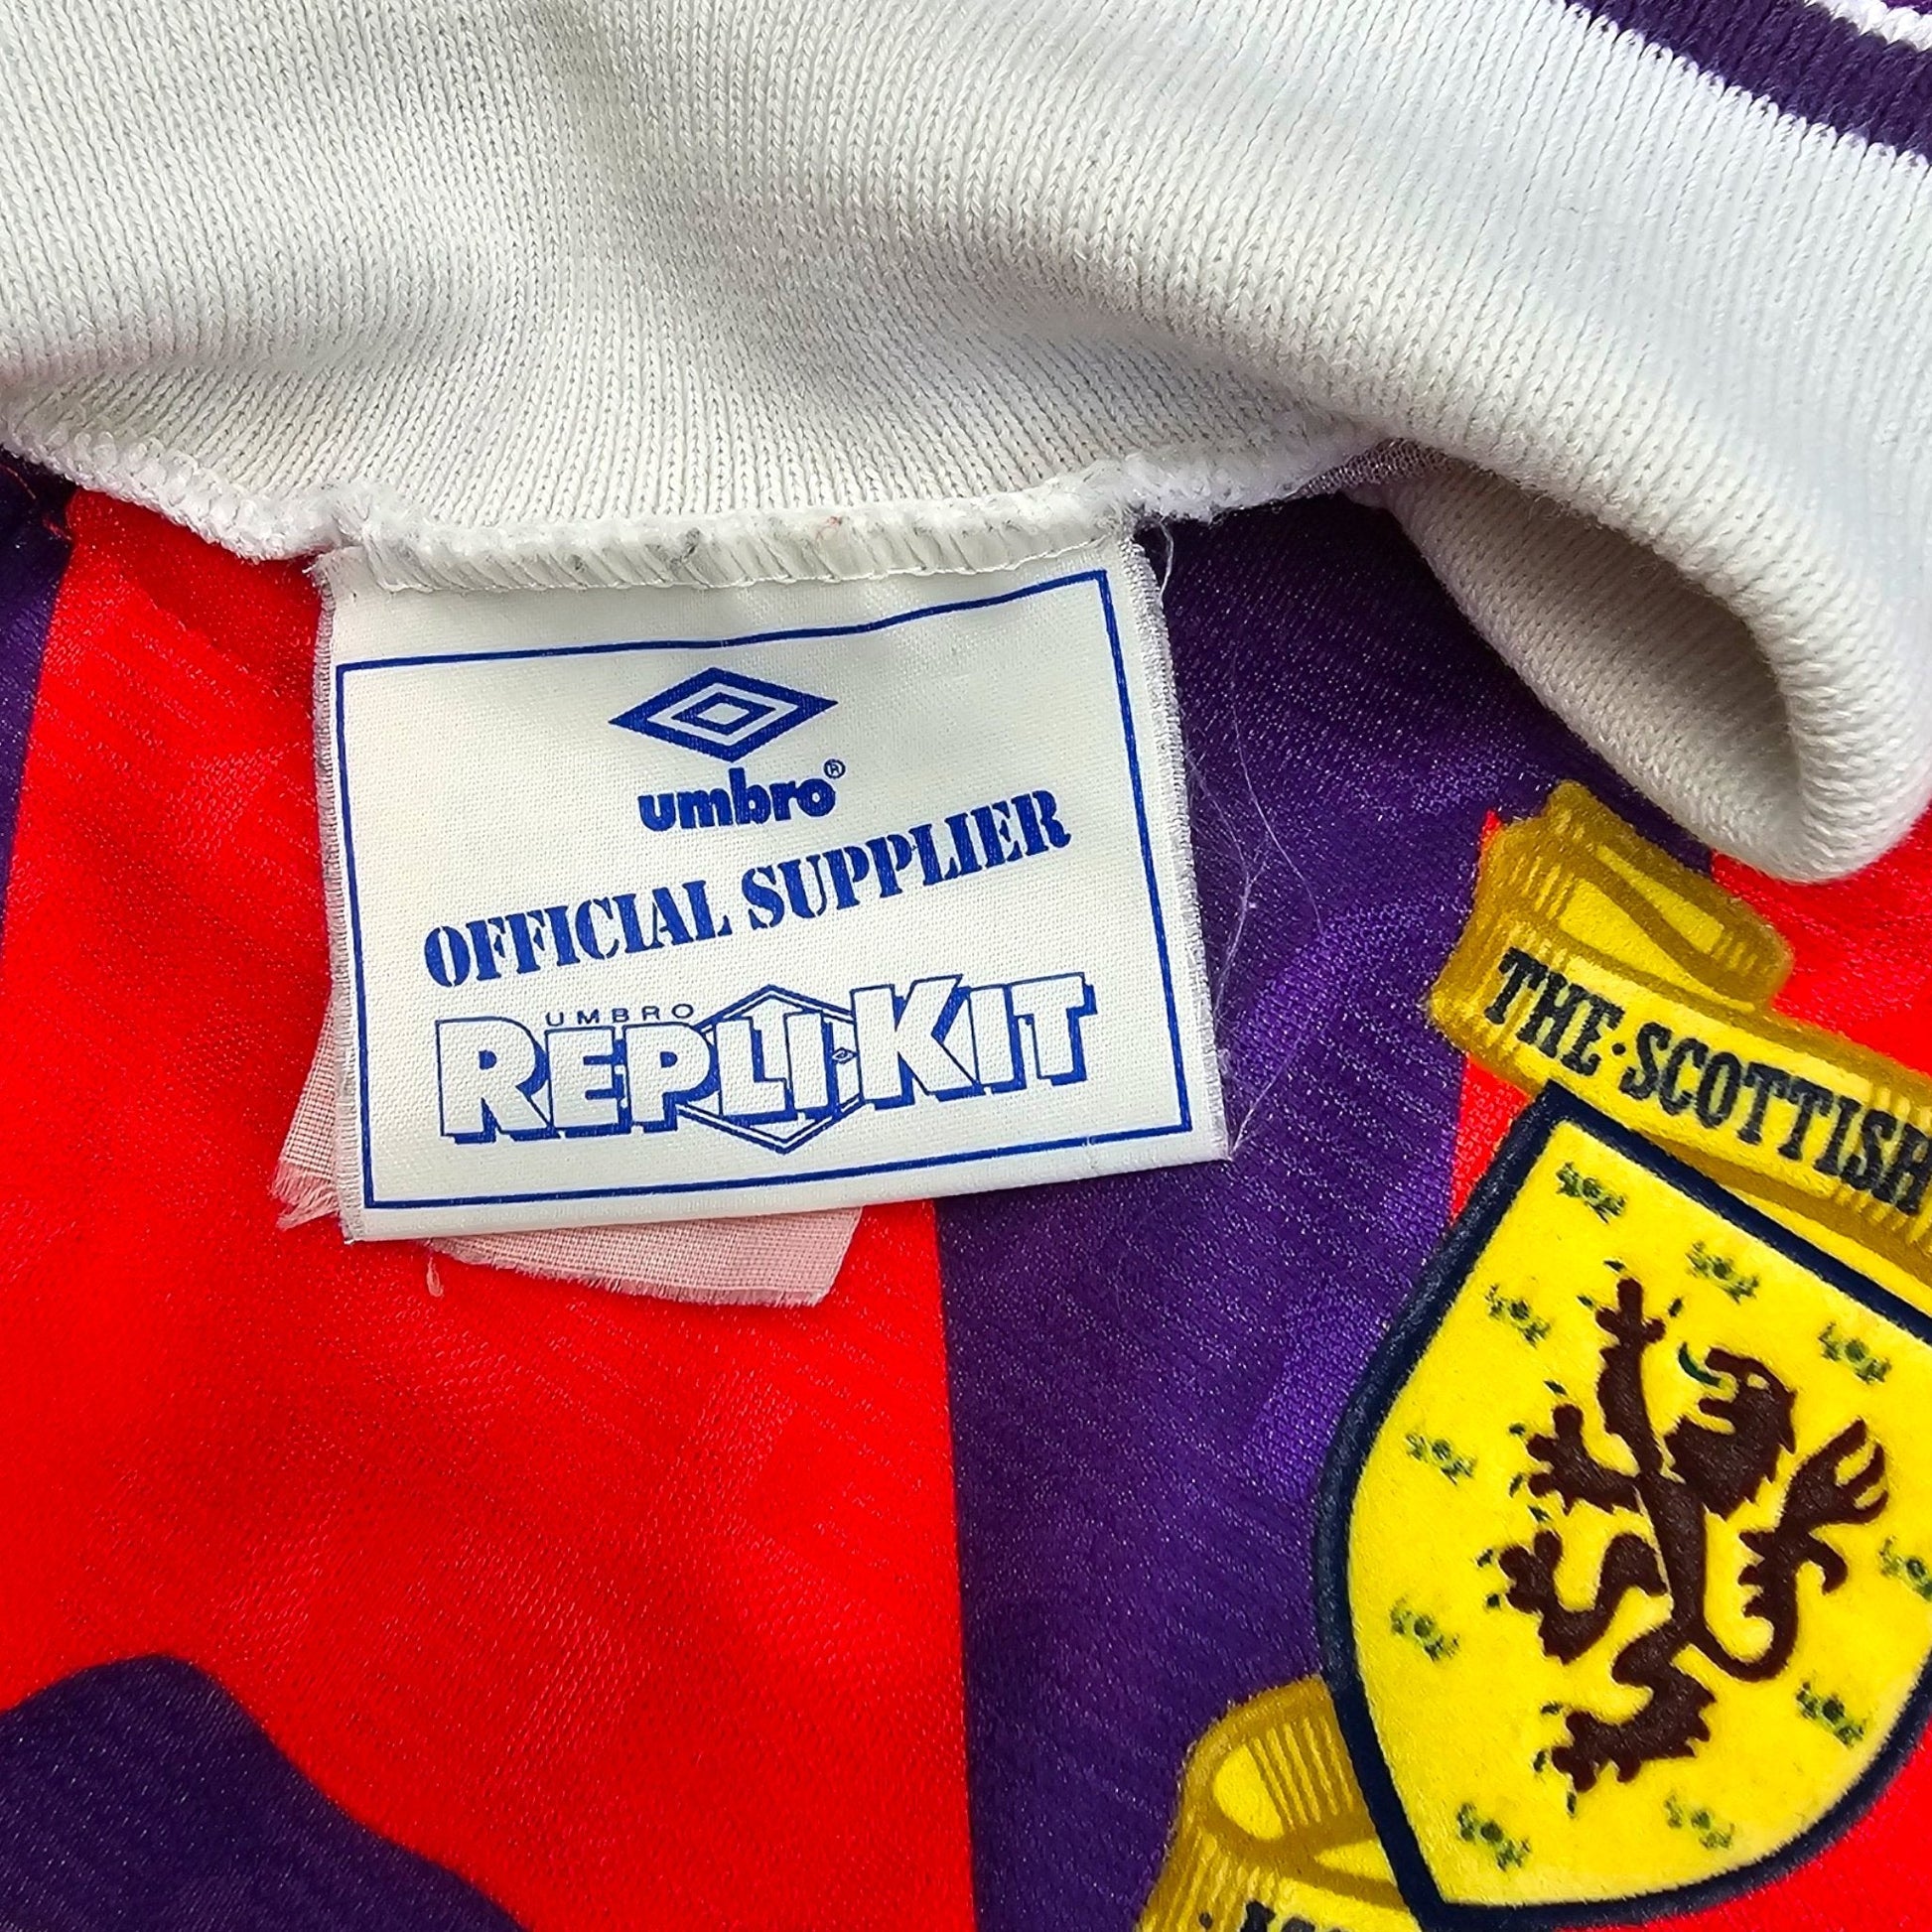 umbro®
OFFICIAL SUPPLIER
UMBRO
REPLI·KIT
THE·SCOTTISH